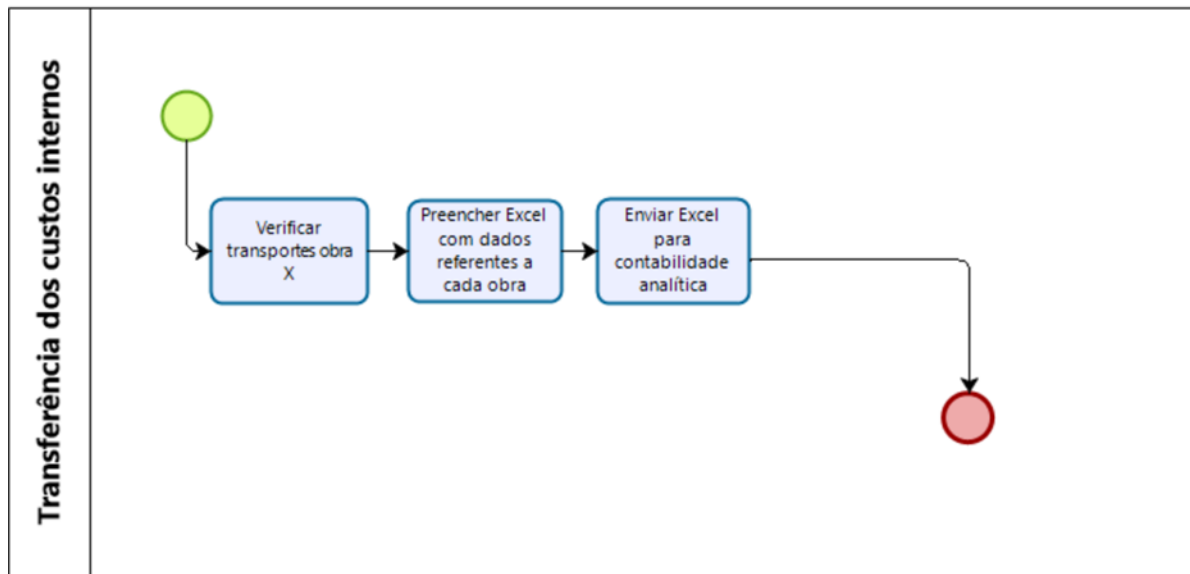 Transferência dos custos internos
Verificar
transportes obra
X
Preencher Excel
com dados
referentes a
cada obra
Enviar Excel
para
contabilidade
analítica